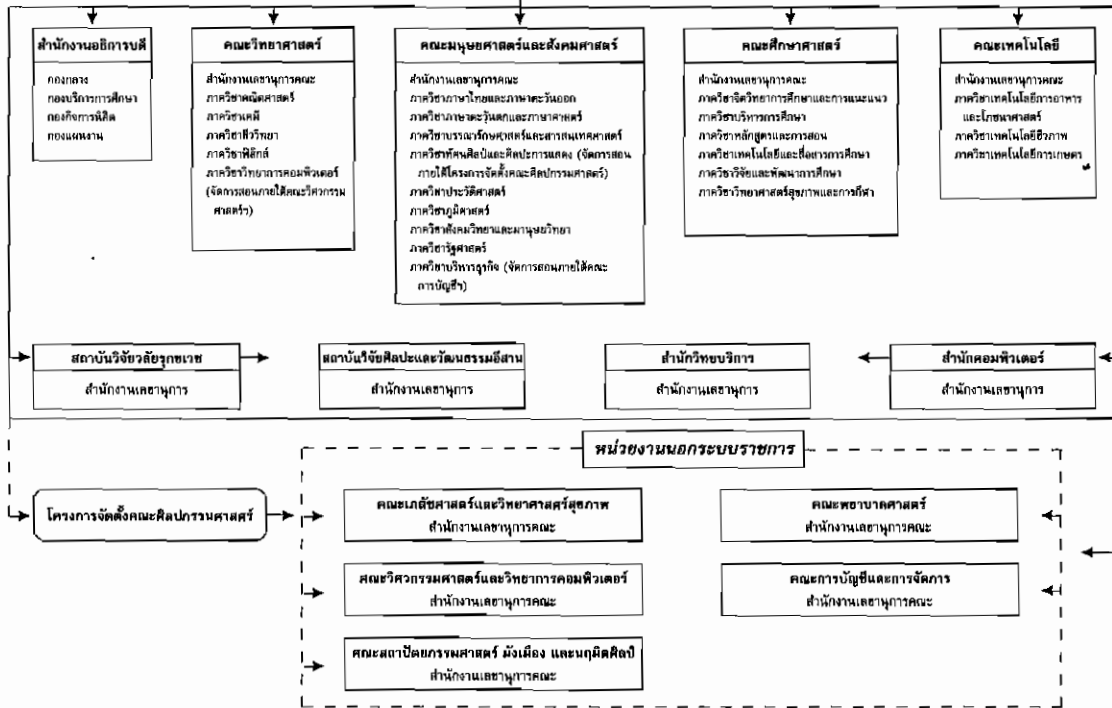 สำนักงานอธิการบดี
กองกลาง
กองบริการการศึกษา
กองกิจการนิสิต
กองแผนงาน
คณะวิทยาศาสตร์
สำนักงานเลขานุการคณะ
ภาควิชาคณิตศาสตร์
ภาควิชาเคมี
ภาควิชาชีววิทยา
ภาควิชาฟิสิกส์
ภาควิชาวิทยาการคอมพิวเตอร์
(จัดการสอนภายใต้คณะวิศวกรรม
ศาสตร์ฯ)
คณะมนุษยศาสตร์และสังคมศาสตร์
สำนักงานเลขานุการคณะ
ภาควิชาภาษาไทยและภาษาตะวันออก
ภาควิชาภาษาตะวันตกและภาษาศาสตร์
ภาควิชาบรรณารักษศาสตร์และสารสนเทศศาสตร์
ภาควิชาทัศนศิลป์และศิลปะการแสดง (จัดการสอน
ภายใต้โครงการจัดตั้งคณะศิลปกรรมศาสตร์)
ภาควิชาประวัติศาสตร์
ภาควิชาภูมิศาสตร์
ภาควิชาสังคมวิทยาและมานุษยวิทยา
ภาควิชารัฐศาสตร์
ภาควิชาบริหารธุรกิจ (จัดการสอนภายใต้คณะ
การบัญชีฯ)
คณะศึกษาศาสตร์
สำนักงานเลขานุการคณะ
ภาควิชาจิตวิทยาการศึกษาและการแนะแนว
ภาควิชาบริหารการศึกษา
ภาควิชาหลักสูตรและการสอน
ภาควิชาเทคโนโลยีและสื่อสารการศึกษา
ภาควิชาวิจัยและพัฒนาการศึกษา
ภาควิชาวิทยาศาสตร์สุขภาพและการกีฬา
คณะเทคโนโลยี
สำนักงานเลขานุการคณะ
ภาควิชาเทคโนโลยีการอาหาร
และโภชนาศาสตร์
ภาควิชาเทคโนโลยีชีวภาพ
ภาควิชาเทคโนโลยีการเกษตร
สถาบันวิจัยวลัยรุกขเวช
สำนักงานเลขานุการ
สถาบันวิจัยศิลปะและวัฒนธรรมอีสาน
สำนักงานเลขานุการ
สำนักวิทยบริการ
สำนักงานเลขานุการ
สำนักคอมพิวเตอร์
สำนักงานเลขานุการ
หน่วยงานนอกระบบราชการ
โครงการจัดตั้งคณะศิลปกรรมศาสตร์
คณะเภสัชศาสตร์และวิทยาศาสตร์สุขภาพ
สำนักงานเลขานุการคณะ
คณะพยาบาลศาสตร์
สำนักงานเลขานุการคณะ
คณะวิศวกรรมศาสตร์และวิทยาการคอมพิวเตอร์
สำนักงานเลขานุการคณะ
คณะการบัญชีและการจัดการ
สำนักงานเลขานุการคณะ
คณะสถาปัตยกรรมศาสตร์ ผังเมือง และนฤมิตศิลป์
สำนักงานเลขานุการคณะ